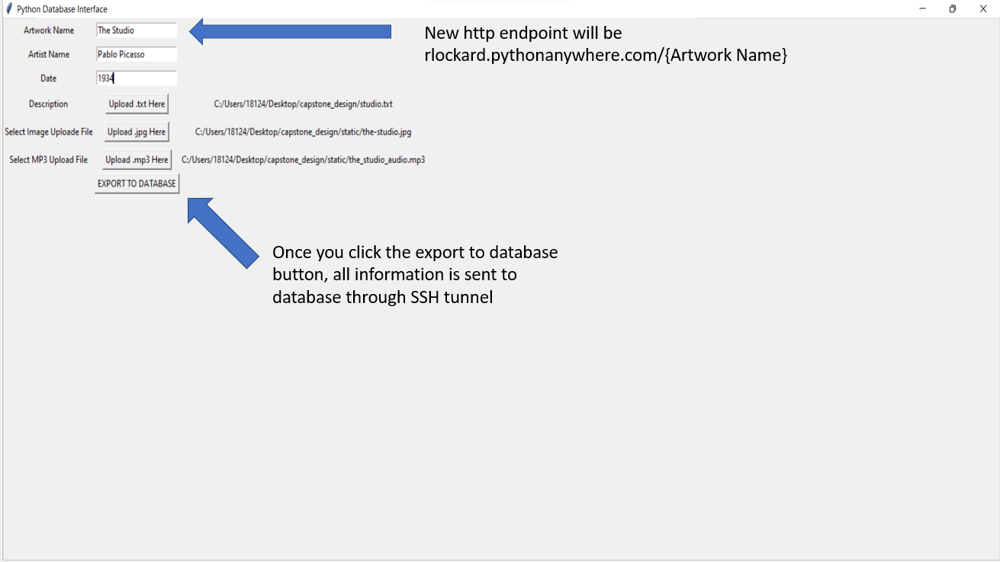 Python Database Interface
Artwork Name The Studio
New http endpoint will be
rlockard.pythonanywhere.com/{Artwork Name}
Artist Name Pablo Picasso
Date 1934
Description Upload .txt Here C:/Users/18124/Desktop/capstone_design/studio.txt
Select Image Uploade File Upload .jpg Here C:/Users/18124/Desktop/capstone_design/static/the-studio.jpg
Select MP3 Upload File Upload .mp3 Here C:/Users/18124/Desktop/capstone_design/static/the_studio_audio.mp3
EXPORT TO DATABASE
Once you click the export to database
button, all information is sent to
database through SSH tunnel